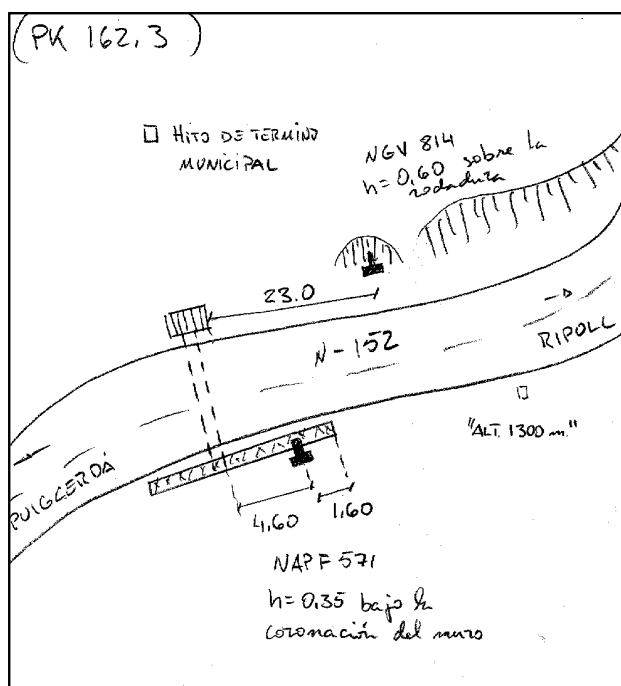 (PK 162.3)
HITO DE TERMINO
MUNICIPAL
NGV 814
h=0,60 sobre la
rodadura
23.0
N-152
RIPOLL
"ALT. 1300 m."
PUIGCERDÁ
4,60
1,60
NAPF 571
h=0,35 bajo la
coronación del muro